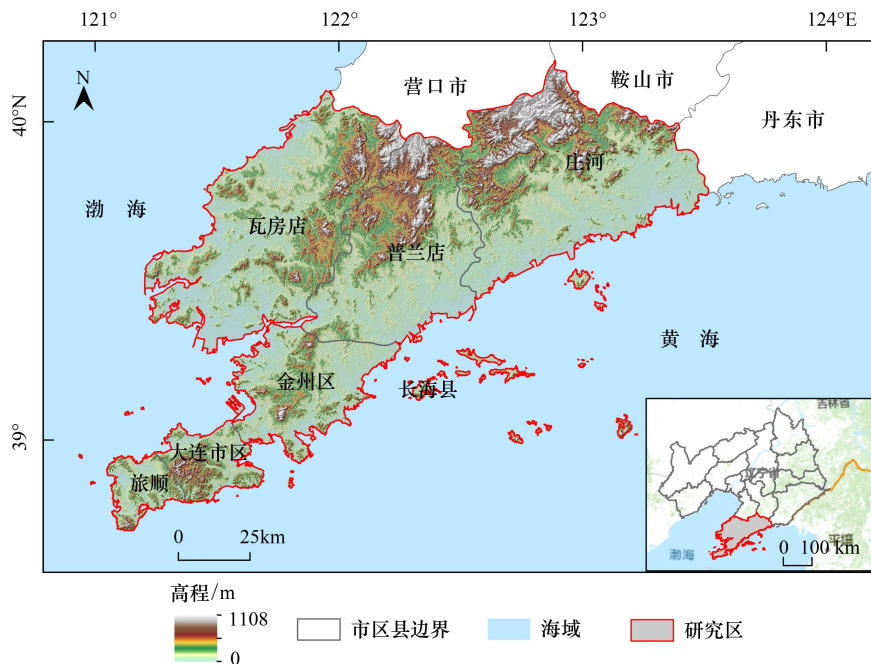 121°
122°
123°
124°E
N
40°N
39°
营口市
鞍山市
丹东市
渤 海
庄河
瓦房店
普兰店
黄 海
金州区
长海县
大连市区
旅顺
0 25km
吉林省
辽宁省
平壤
渤海
0 100 km
高程/m
1108
0
市区县边界
海域
研究区